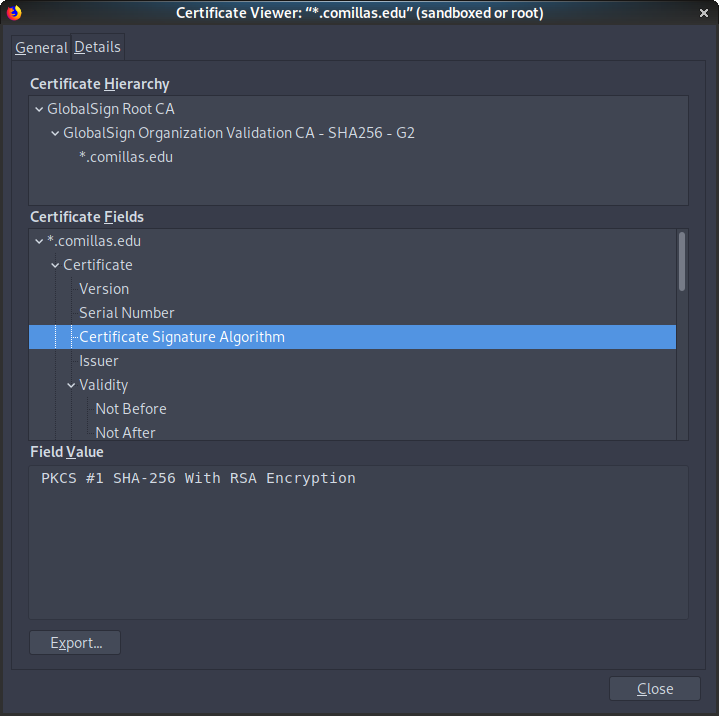 Certificate Viewer: “*.comillas.edu” (sandboxed or root)
General Details
Certificate Hierarchy
GlobalSign Root CA
GlobalSign Organization Validation CA - SHA256 - G2
*.comillas.edu
Certificate Fields
*.comillas.edu
Certificate
Version
Serial Number
Certificate Signature Algorithm
Issuer
Validity
Not Before
Not After
Field Value
PKCS #1 SHA-256 With RSA Encryption
Export...
Close